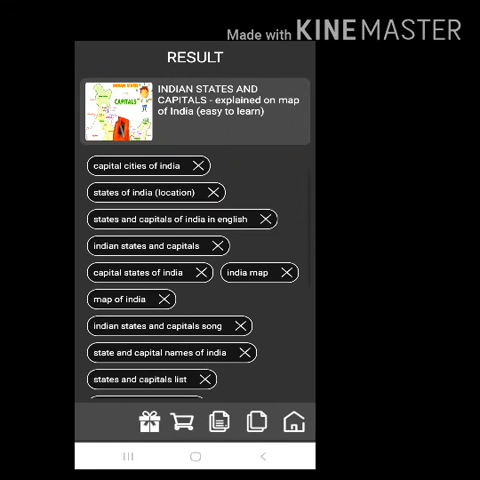 Made with KINEMASTER
RESULT
INDIAN STATES AND
CAPITALS - explained on map
of India (easy to learn)
INDIAN STATES
CAPITALS
capital cities of india
states of india (location)
states and capitals of india in english
indian states and capitals
capital states of india
india map
map of india
indian states and capitals song
state and capital names of india
states and capitals list